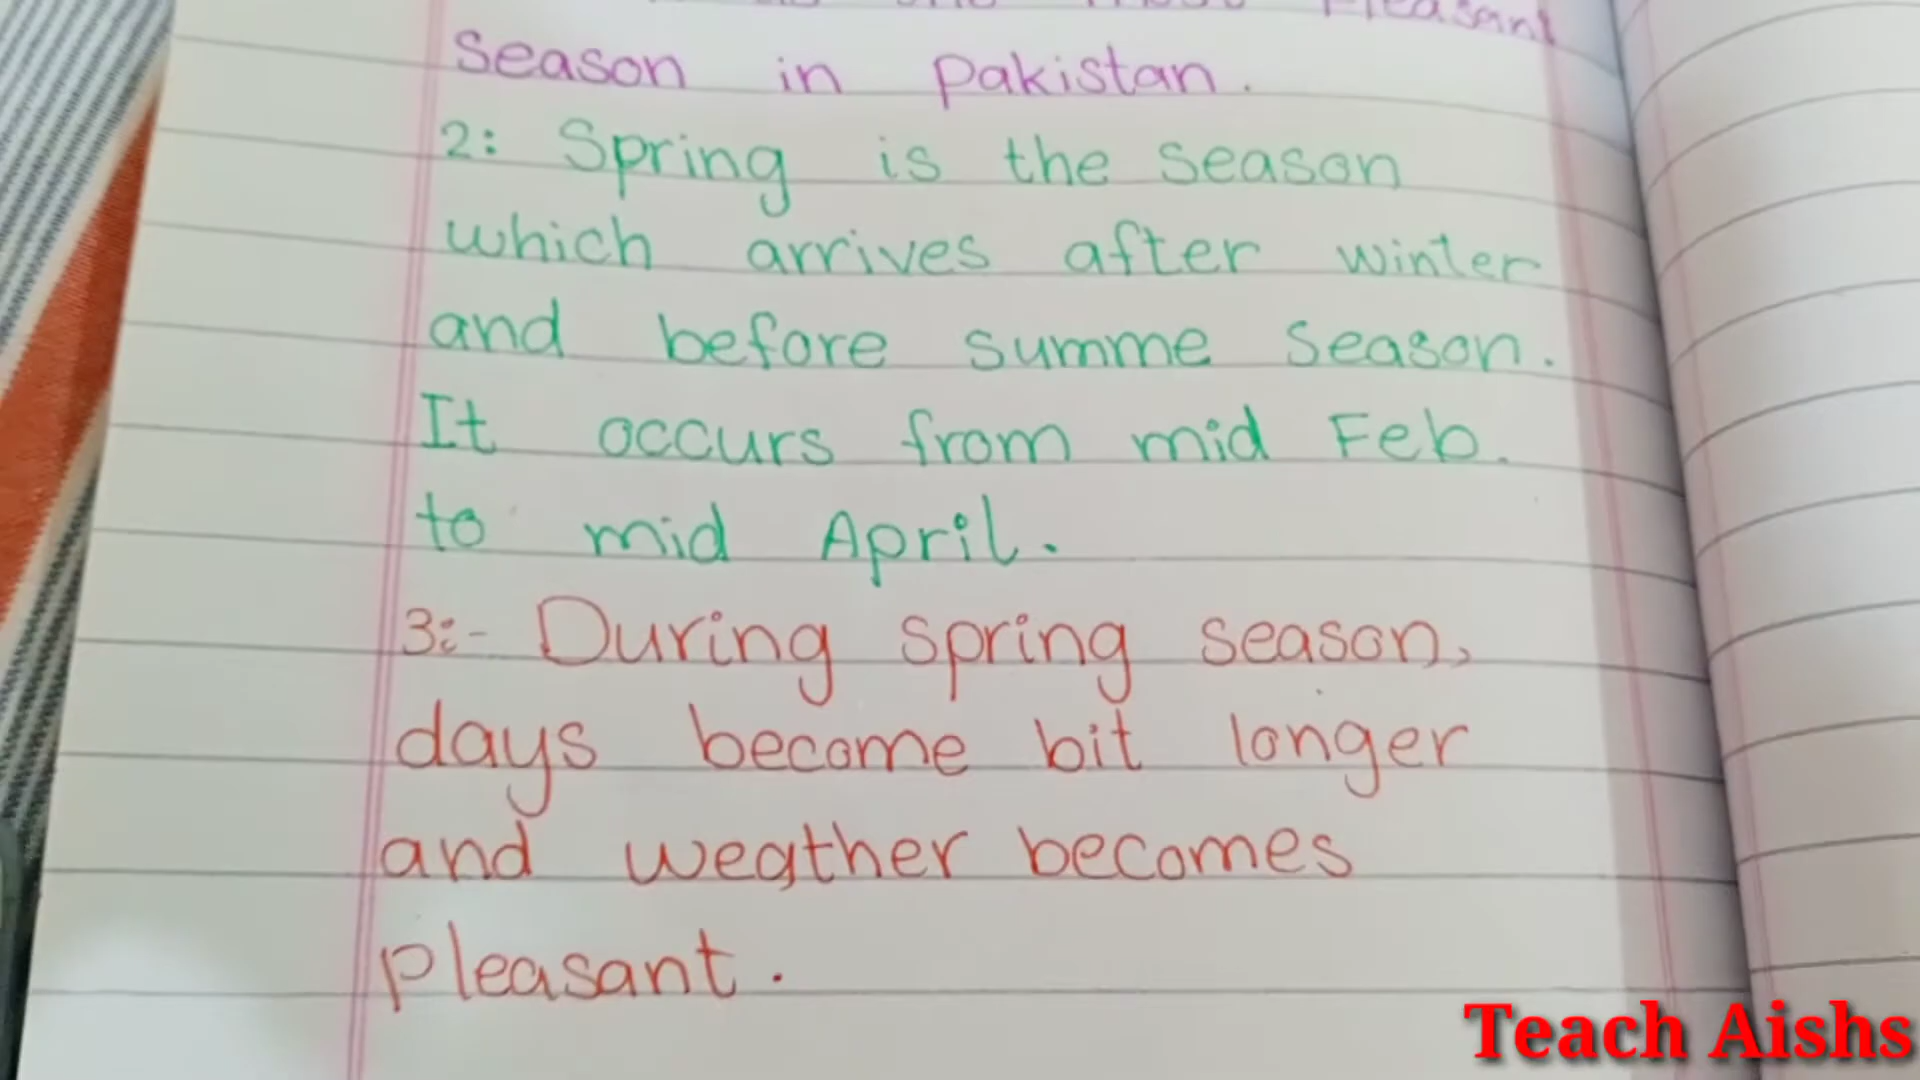 Pleasant
season in pakistan.
2: Spring is the season
which arrives after winter
and before summe season.
It occurs from mid Feb.
to mid April.
3:- During spring season,
days become bit longer
and weather becomes
pleasant.
Teach Aishs